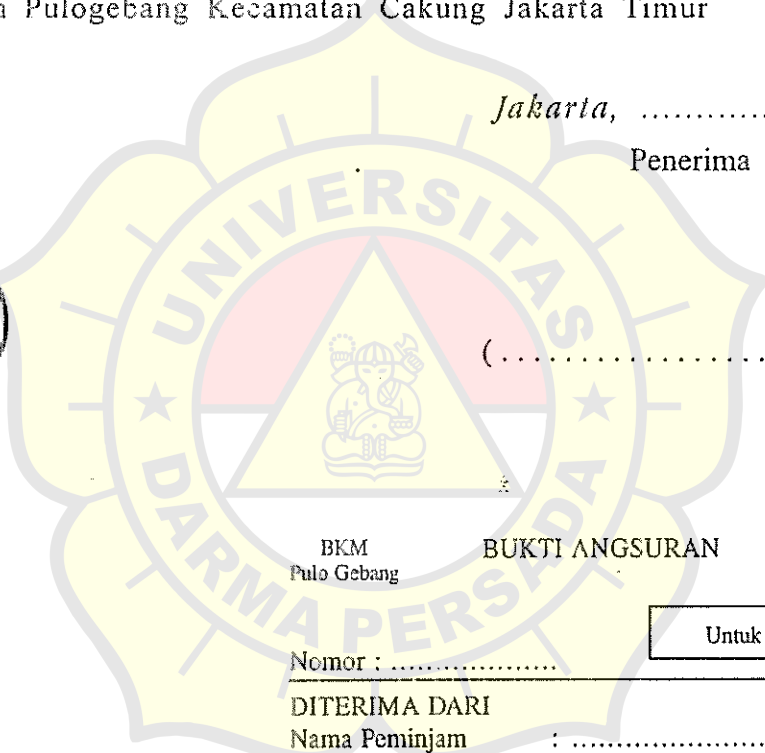 Pulogebang Kecamatan Cakung Jakarta Timur
Jakarta, ............
Penerima
(..................
UNIVERSITAS
DARMA PERSADA
BKM
Pulo Gebang
BUKTI ANGSURAN
Untuk
Nomor : .....................
DITERIMA DARI
Nama Peminjam : ......................